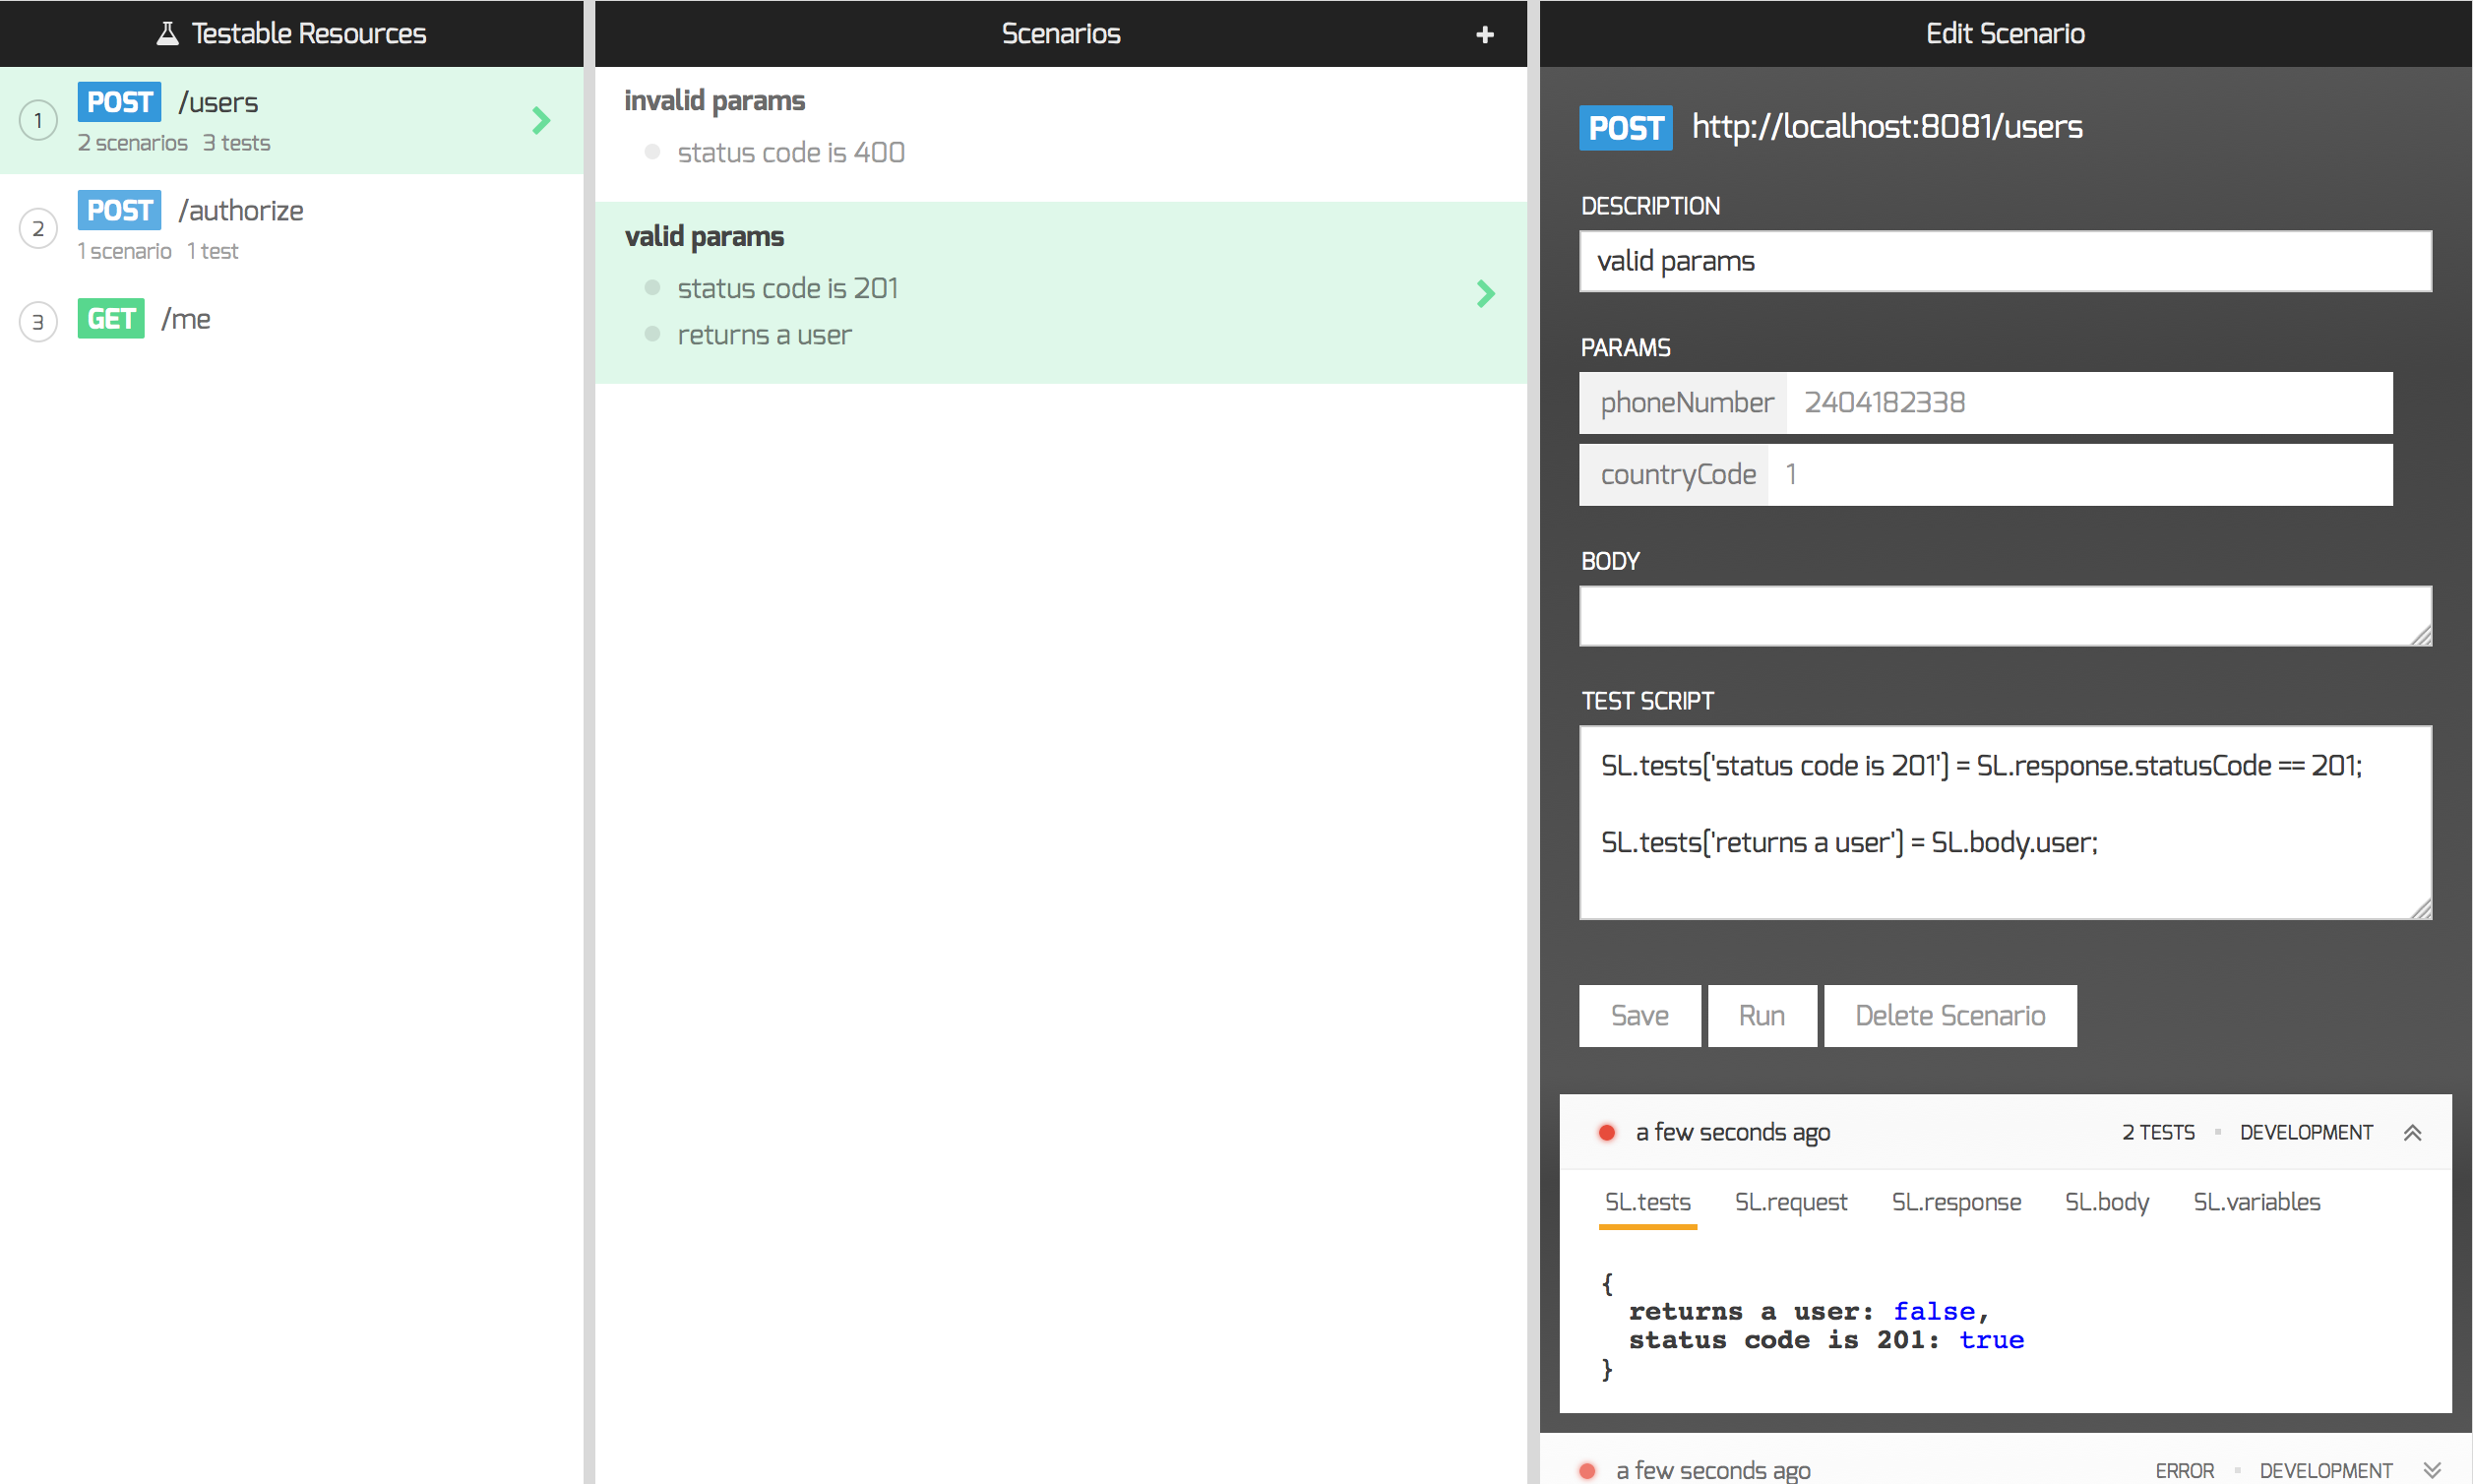 Testable Resources
1
POST /users
2 scenarios 3 tests
2
POST /authorize
1 scenario 1 test
3
GET /me
Scenarios +
invalid params
status code is 400
valid params
status code is 201
returns a user
Edit Scenario
POST http://localhost:8081/users
DESCRIPTION
valid params
PARAMS
phoneNumber 2404182338
countryCode 1
BODY
TEST SCRIPT
SL.tests['status code is 201'] = SL.response.statusCode == 201;
SL.tests['returns a user'] = SL.body.user;
Save Run Delete Scenario
a few seconds ago 2 TESTS DEVELOPMENT
SL.tests SL.request SL.response SL.body SL.variables
{
returns a user: false,
status code is 201: true
}
a few seconds ago ERROR DEVELOPMENT